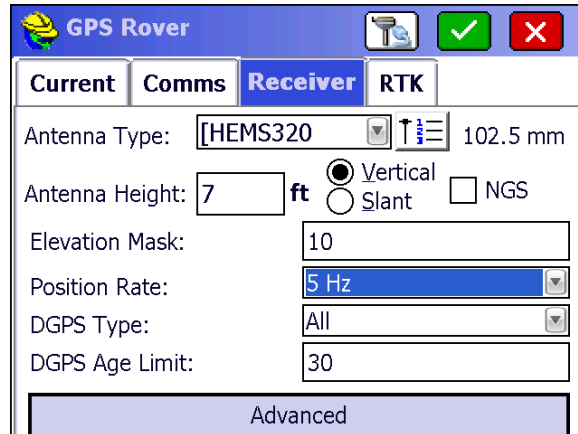 GPS Rover
Current Comms Receiver RTK
Antenna Type: [HEMS320 102.5 mm
Antenna Height: 7 ft Vertical Slant NGS
Elevation Mask: 10
Position Rate: 5 Hz
DGPS Type: All
DGPS Age Limit: 30
Advanced